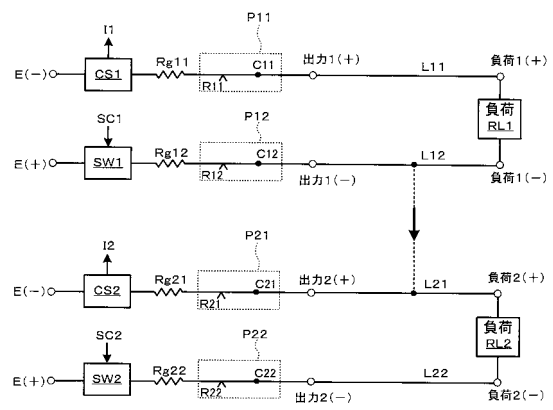 P11
I1
Rg11
C11
出力1(+)
L11
負荷1(+)
E(−)
CS1
R11
負荷
RL1
SC1
P12
Rg12
C12
L12
E(+)
SW1
R12
出力1(−)
負荷1(−)
I2
P21
Rg21
C21
出力2(+)
L21
負荷2(+)
E(−)
CS2
R21
負荷
RL2
SC2
P22
Rg22
C22
L22
E(+)
SW2
R22
出力2(−)
負荷2(−)